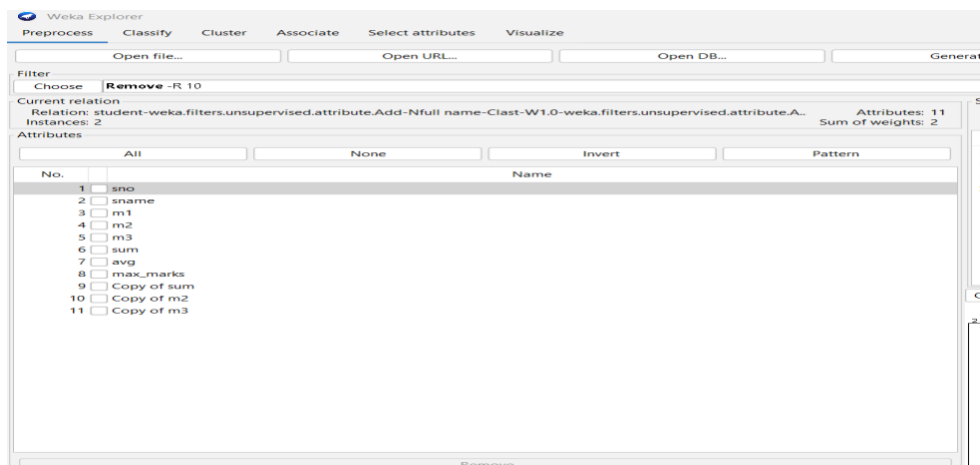 Weka Explorer
Preprocess Classify Cluster Associate Select attributes Visualize
Open file... Open URL... Open DB... Generat
Filter
Choose Remove -R 10
Current relation
Relation: student-weka.filters.unsupervised.attribute.Add-Nfull name-Clast-W1.0-weka.filters.unsupervised.attribute.A.. Attributes: 11
Instances: 2 Sum of weights: 2
Attributes
All None Invert Pattern
No. Name
1 sno
2 sname
3 m1
4 m2
5 m3
6 sum
7 avg
8 max_marks
9 Copy of sum
10 Copy of m2
11 Copy of m3
Remove